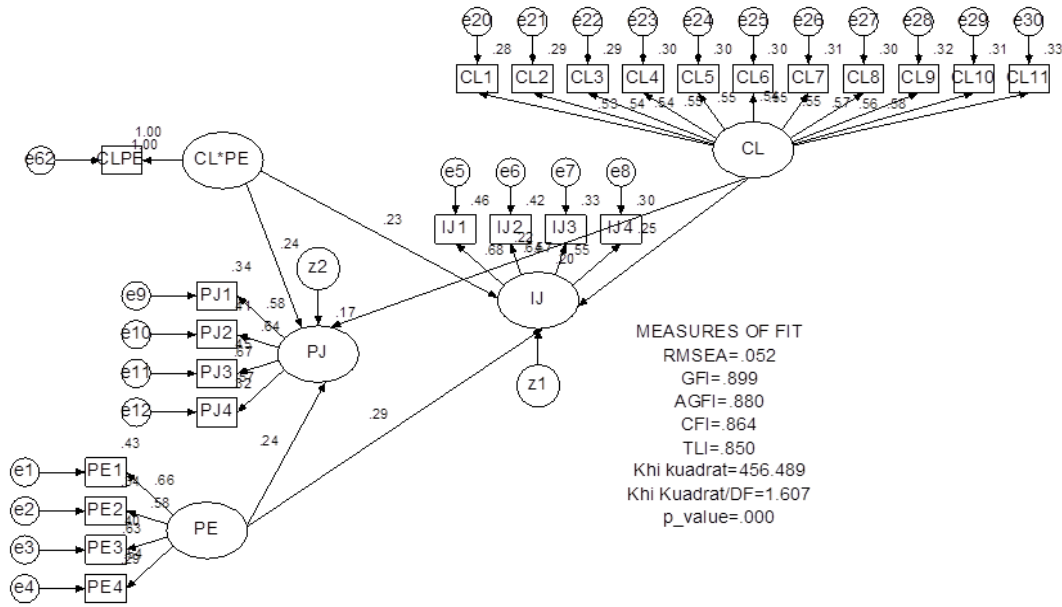 e20 e21 e22 e23 e24 e25 e26 e27 e28 e29 e30
.28 .29 .29 .30 .30 .30 .31 .30 .32 .31 .33
CL1 CL2 CL3 CL4 CL5 CL6 CL7 CL8 CL9 CL10 CL11
.53 .54 .54 .55 .55 .55 .55 .57 .56 .58
1.00
1.00
e62 CLPE CL*PE CL
e5 e6 e7 e8
.46 .42 .33 .30
IJ1 IJ2 IJ3 IJ4
.23 .22 .25
.68 .57 .55
.24 .20
z2 IJ
.34
e9 PJ1 .58 .17
e10 PJ2 .64
PJ
e11 PJ3 .67
e12 PJ4
z1
.29
.24
.43
e1 PE1 .66
e2 PE2 .58
PE
e3 PE3 .63
.29
e4 PE4
MEASURES OF FIT
RMSEA=.052
GFI=.899
AGFI=.880
CFI=.864
TLI=.850
Khi kuadrat=456.489
Khi Kuadrat/DF=1.607
p_value=.000